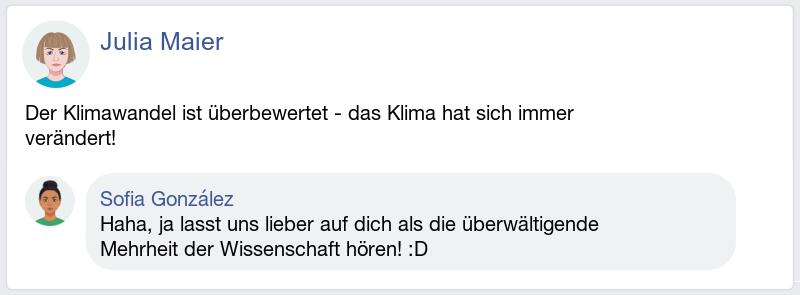 Julia Maier
Der Klimawandel ist überbewertet - das Klima hat sich immer
verändert!
Sofia González
Haha, ja lasst uns lieber auf dich als die überwältigende
Mehrheit der Wissenschaft hören! :D